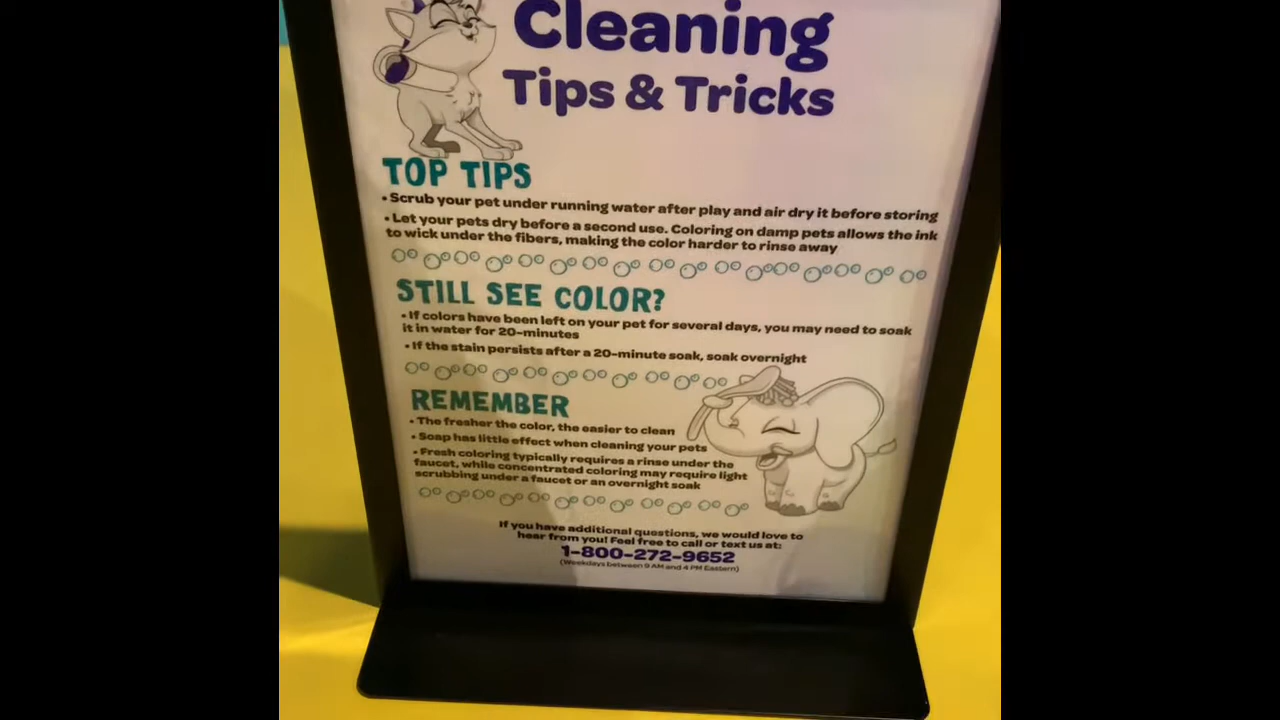 Cleaning
Tips & Tricks
TOP TIPS
• Scrub your pet under running water after play and air dry it before storing
• Let your pets dry before a second use. Coloring on damp pets allows the ink
to wick under the fibers, making the color harder to rinse away
STILL SEE COLOR?
• If colors have been left on your pet for several days, you may need to soak
it in water for 20-minutes
• If the stain persists after a 20-minute soak, soak overnight
REMEMBER
• The fresher the color, the easier to clean
• Soap has little effect when cleaning your pets
• Fresh coloring typically requires a rinse under the
faucet, while concentrated coloring may require light
scrubbing under a faucet or an overnight soak
If you have additional questions, we would love to
hear from you! Feel free to call or text us at:
1-800-272-9652
(Weekdays between 9 AM and 4 PM Eastern)